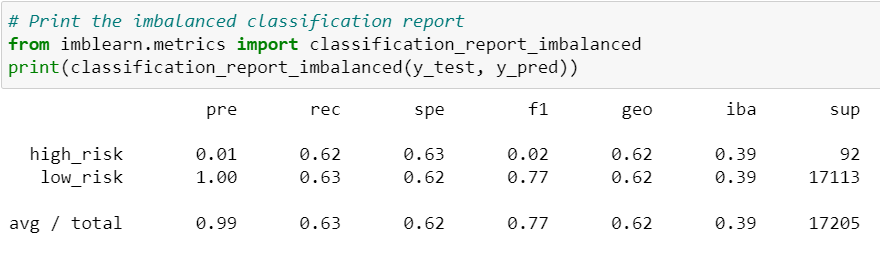 # Print the imbalanced classification report
from imblearn.metrics import classification_report_imbalanced
print(classification_report_imbalanced(y_test, y_pred))
pre rec spe f1 geo iba sup
high_risk 0.01 0.62 0.63 0.02 0.62 0.39 92
low_risk 1.00 0.63 0.62 0.77 0.62 0.39 17113
avg / total 0.99 0.63 0.62 0.77 0.62 0.39 17205